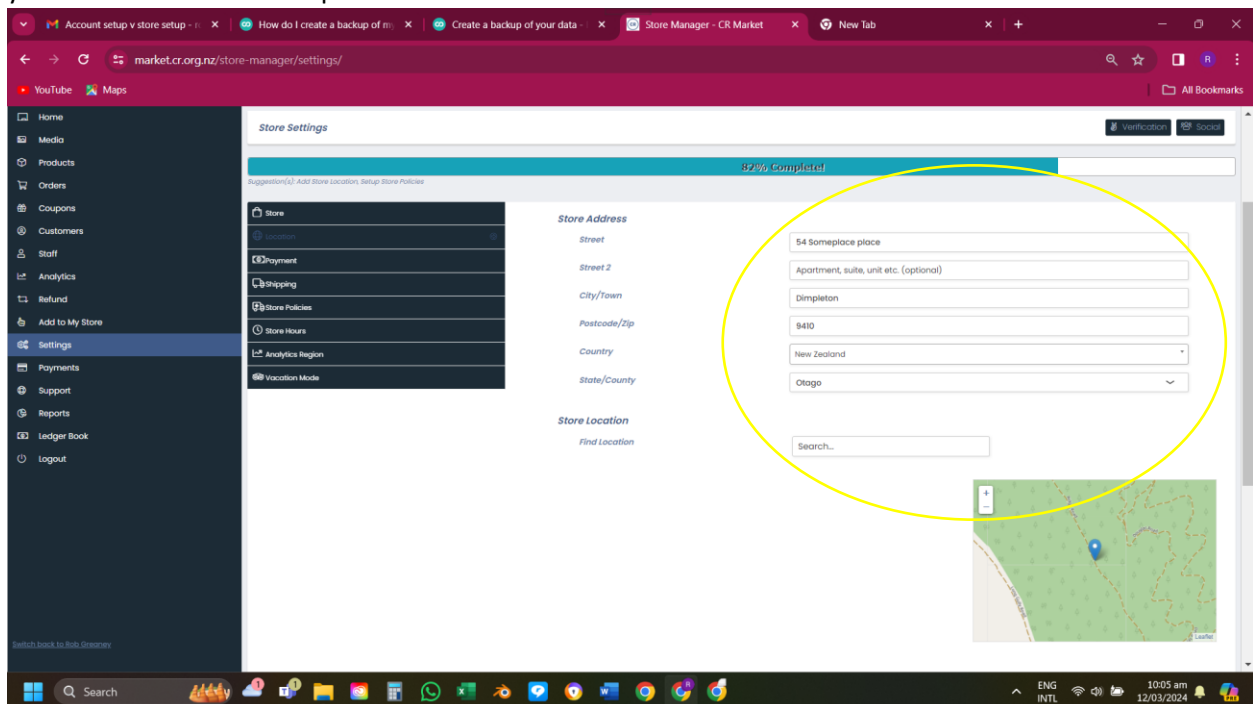 Account setup v store setup - n
How do I create a backup of my
Create a backup of your data -
Store Manager - CR Market
New Tab
market.cr.org.nz/store-manager/settings/
R
YouTube
Maps
All Bookmarks
Home
Media
Products
Orders
Coupons
Customers
Staff
Analytics
Refund
Add to My Store
Settings
Payments
Support
Reports
Ledger Book
Logout
Switch back to Rob Greaney
Store Settings
Verification
Social
82% Complete!
Suggestion(s): Add Store Location, Setup Store Policies
Store
Location
Payment
Shipping
Store Policies
Store Hours
Analytics Region
Vacation Mode
Store Address
Street
54 Someplace place
Street 2
Apartment, suite, unit etc. (optional)
City/Town
Dimpleton
Postcode/Zip
9410
Country
New Zealand
State/County
Otago
Store Location
Find Location
Search...
+
−
Leaflet
Search
ENG
INTL
10:05 am
12/03/2024